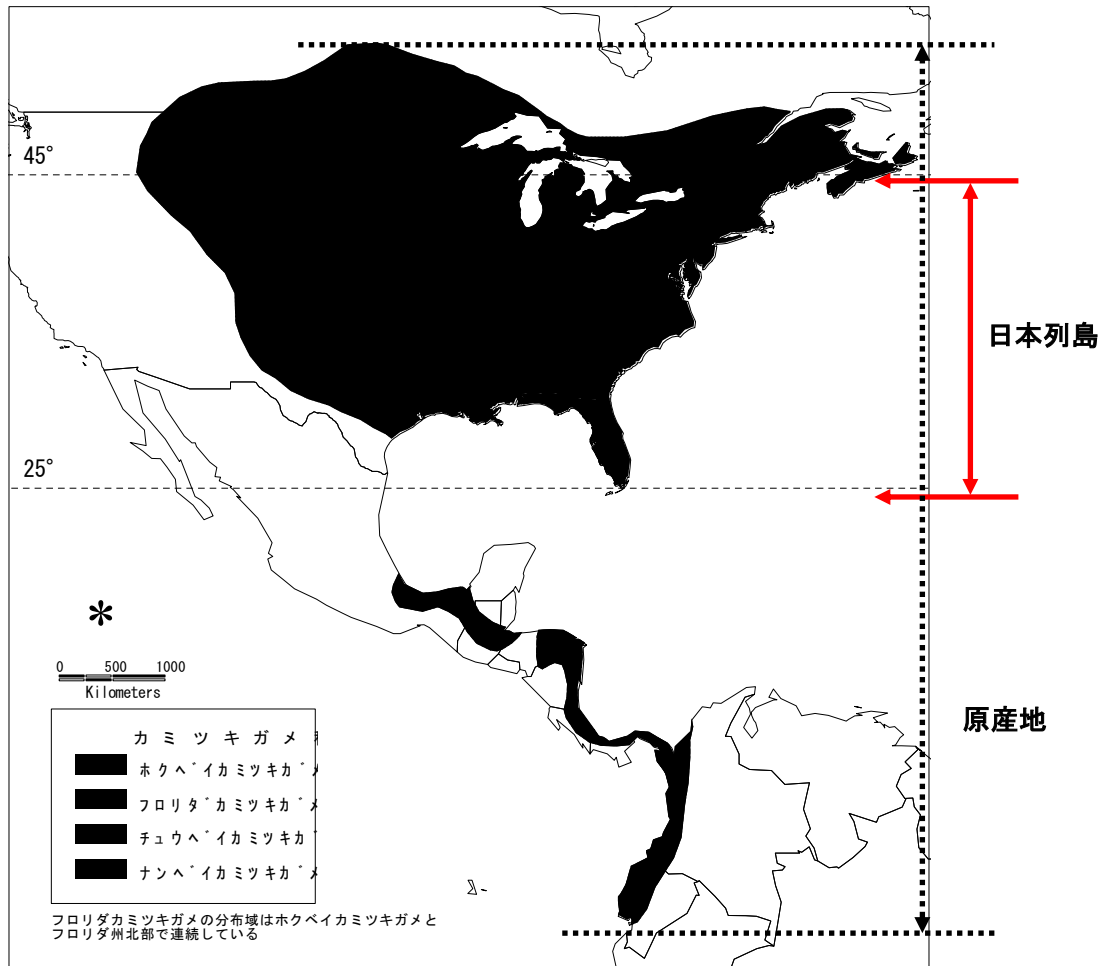 45°
日本列島
25°
*
0 500 1000
Kilometers
原産地
カミツキガメ
ホクベイカミツキガメ
フロリダカミツキガメ
チュウベイカミツキガ
ナンベイカミツキガメ
フロリダカミツキガメの分布域はホクベイカミツキガメと
フロリダ州北部で連続している